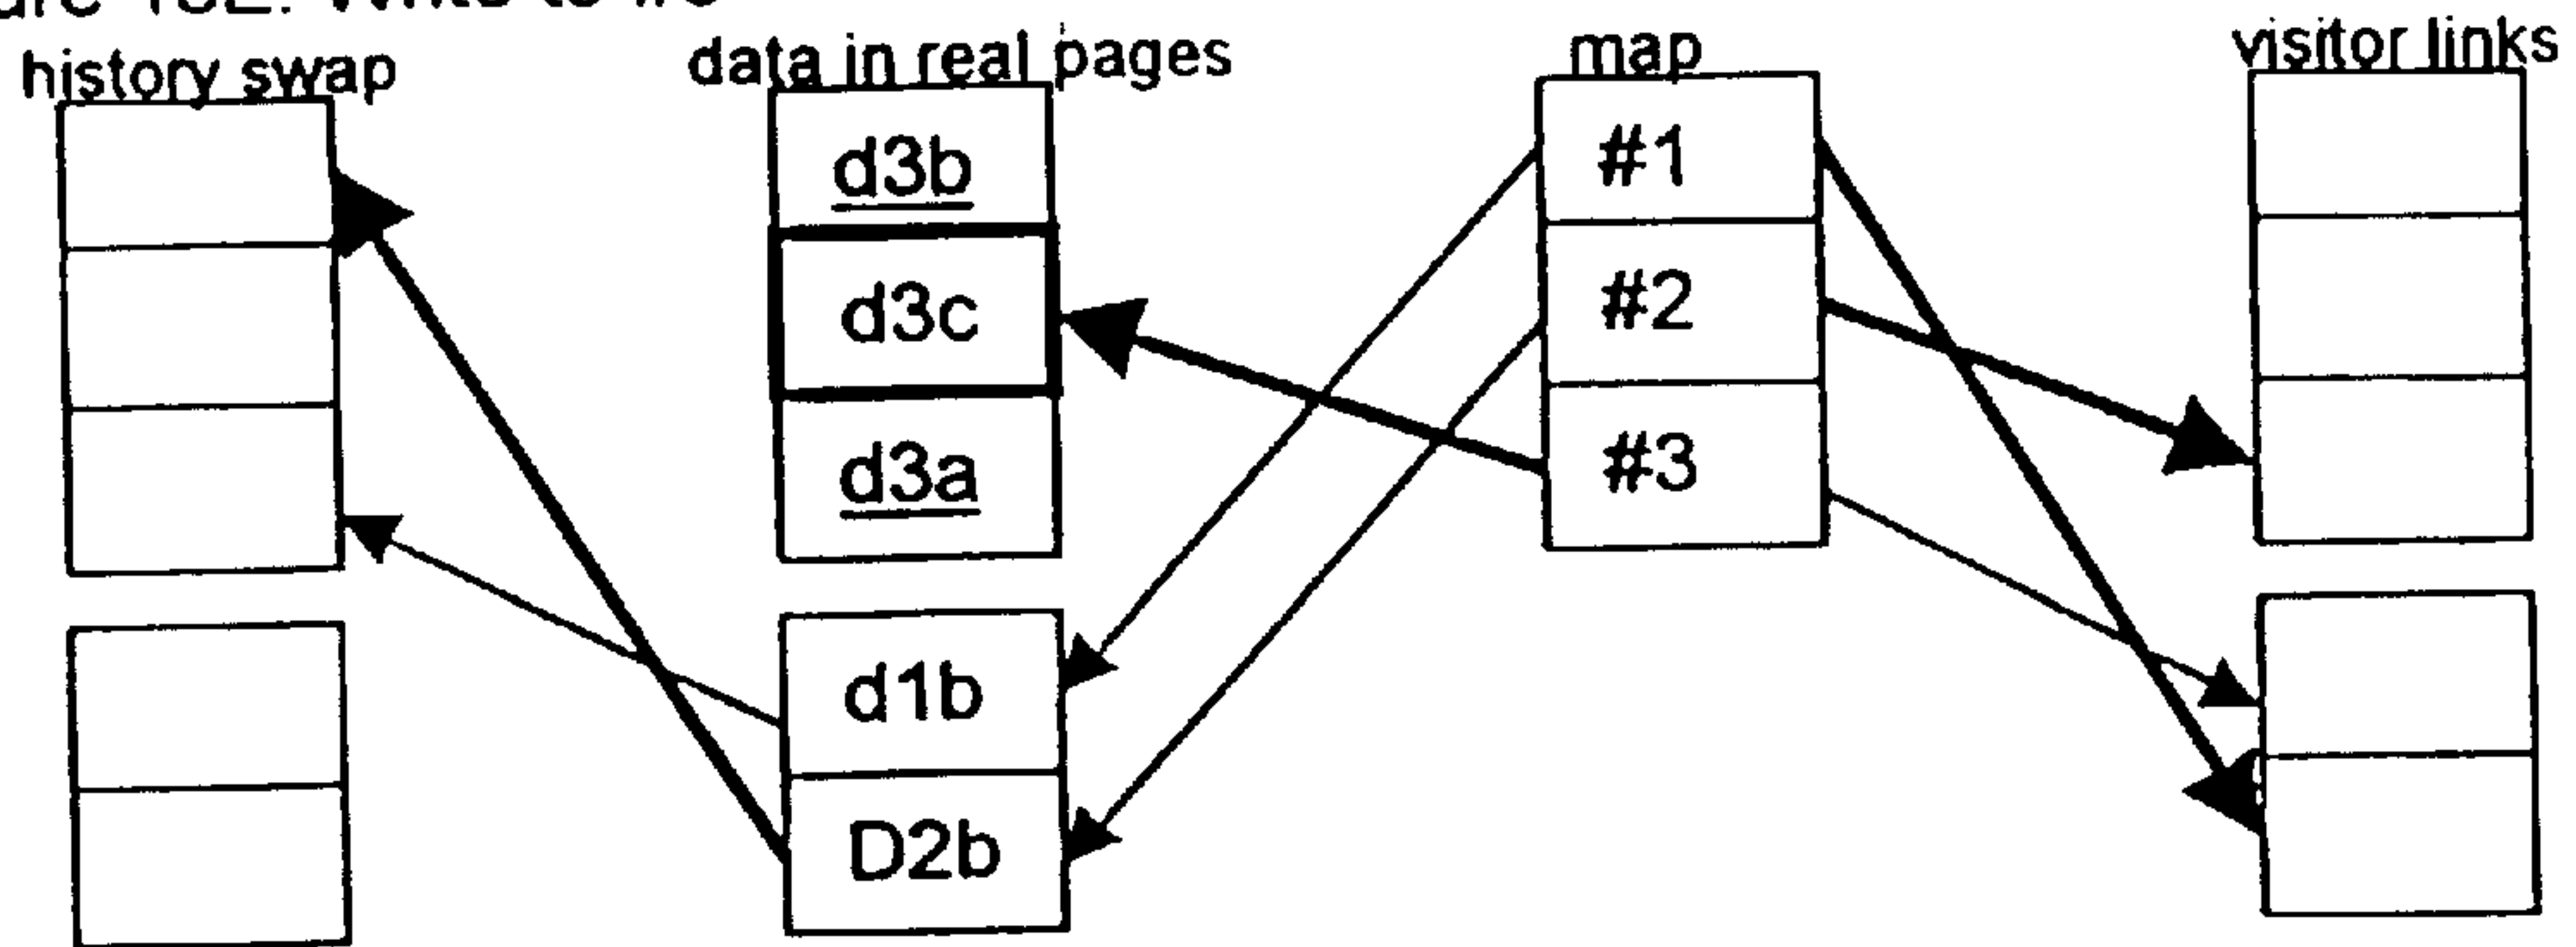 history swap
data in real pages
map
visitor links
d3b
d3c
d3a
d1b
D2b
#1
#2
#3